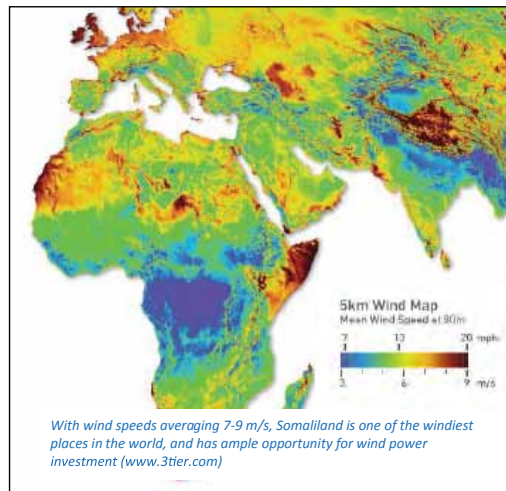 5km Wind Map
Mean Wind Speed at 80m
7 13 20 mph
3 6 9 m/s
With wind speeds averaging 7-9 m/s, Somaliland is one of the windiest
places in the world, and has ample opportunity for wind power
investment (www.3tier.com)